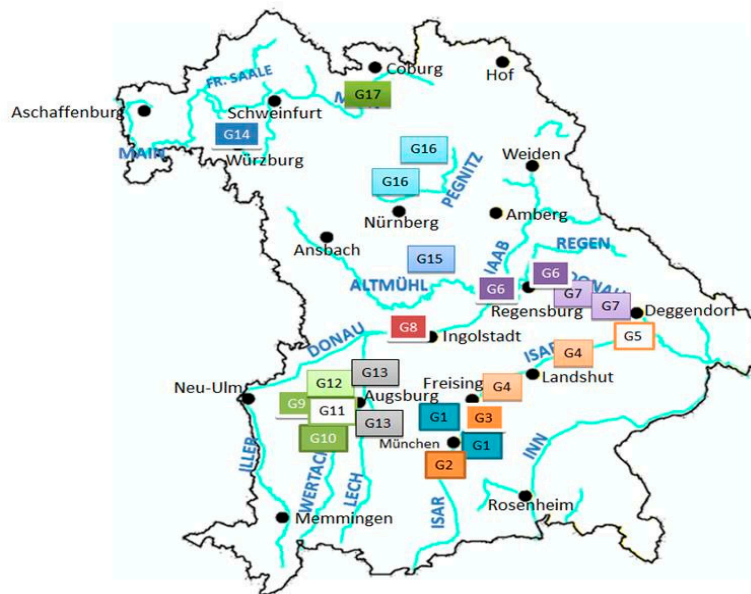 Coburg
Hof
FR. SAALE
G17
Aschaffenburg
Schweinfurt
G14
MAIN
Würzburg
G16
Weiden
G16
PEGNITZ
Nürnberg
Amberg
Ansbach
REGEN
G15
G6
ALTMÜHL
G6
G7
Regensburg
G7
Deggendorf
G8
Ingolstadt
DONAU
G5
G4
ISAR
Landshut
G13
G12
Neu-Ulm
Freising
G4
G9
Augsburg
G11
G1
G3
G13
G10
München
G1
INN
G2
ILLER
WERTACH
LECH
ISAR
Rosenheim
Memmingen